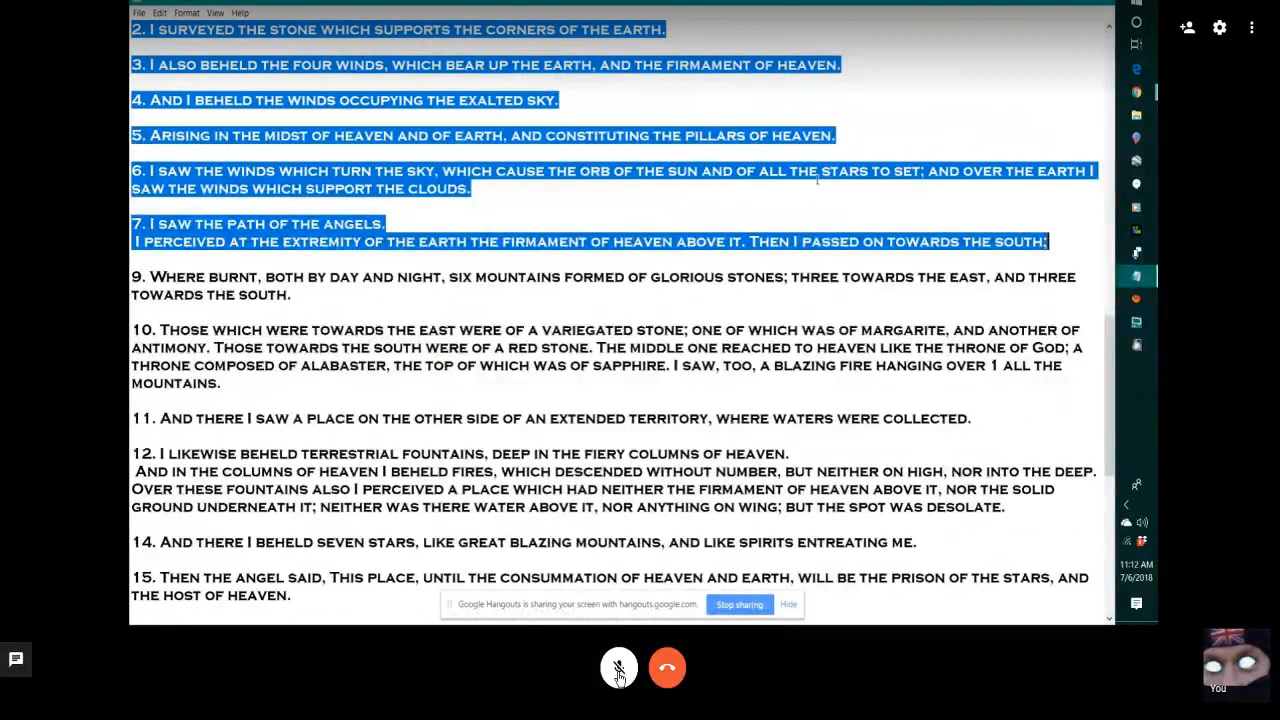 File Edit Format View Help
2. I SURVEYED THE STONE WHICH SUPPORTS THE CORNERS OF THE EARTH.
3. I ALSO BEHELD THE FOUR WINDS, WHICH BEAR UP THE EARTH, AND THE FIRMAMENT OF HEAVEN.
4. AND I BEHELD THE WINDS OCCUPYING THE EXALTED SKY.
5. ARISING IN THE MIDST OF HEAVEN AND OF EARTH, AND CONSTITUTING THE PILLARS OF HEAVEN.
6. I SAW THE WINDS WHICH TURN THE SKY, WHICH CAUSE THE ORB OF THE SUN AND OF ALL THE STARS TO SET; AND OVER THE EARTH I
SAW THE WINDS WHICH SUPPORT THE CLOUDS.
7. I SAW THE PATH OF THE ANGELS.
I PERCEIVED AT THE EXTREMITY OF THE EARTH THE FIRMAMENT OF HEAVEN ABOVE IT. THEN I PASSED ON TOWARDS THE SOUTH;
9. WHERE BURNT, BOTH BY DAY AND NIGHT, SIX MOUNTAINS FORMED OF GLORIOUS STONES; THREE TOWARDS THE EAST, AND THREE
TOWARDS THE SOUTH.
10. THOSE WHICH WERE TOWARDS THE EAST WERE OF A VARIEGATED STONE; ONE OF WHICH WAS OF MARGARITE, AND ANOTHER OF
ANTIMONY. THOSE TOWARDS THE SOUTH WERE OF A RED STONE. THE MIDDLE ONE REACHED TO HEAVEN LIKE THE THRONE OF GOD; A
THRONE COMPOSED OF ALABASTER, THE TOP OF WHICH WAS OF SAPPHIRE. I SAW, TOO, A BLAZING FIRE HANGING OVER 1 ALL THE
MOUNTAINS.
11. AND THERE I SAW A PLACE ON THE OTHER SIDE OF AN EXTENDED TERRITORY, WHERE WATERS WERE COLLECTED.
12. I LIKEWISE BEHELD TERRESTRIAL FOUNTAINS, DEEP IN THE FIERY COLUMNS OF HEAVEN.
AND IN THE COLUMNS OF HEAVEN I BEHELD FIRES, WHICH DESCENDED WITHOUT NUMBER, BUT NEITHER ON HIGH, NOR INTO THE DEEP.
OVER THESE FOUNTAINS ALSO I PERCEIVED A PLACE WHICH HAD NEITHER THE FIRMAMENT OF HEAVEN ABOVE IT, NOR THE SOLID
GROUND UNDERNEATH IT; NEITHER WAS THERE WATER ABOVE IT, NOR ANYTHING ON WING; BUT THE SPOT WAS DESOLATE.
14. AND THERE I BEHELD SEVEN STARS, LIKE GREAT BLAZING MOUNTAINS, AND LIKE SPIRITS ENTREATING ME.
15. THEN THE ANGEL SAID, THIS PLACE, UNTIL THE CONSUMMATION OF HEAVEN AND EARTH, WILL BE THE PRISON OF THE STARS, AND
THE HOST OF HEAVEN.
Google Hangouts is sharing your screen with hangouts.google.com. Stop sharing Hide
11:12 AM
7/6/2018
You